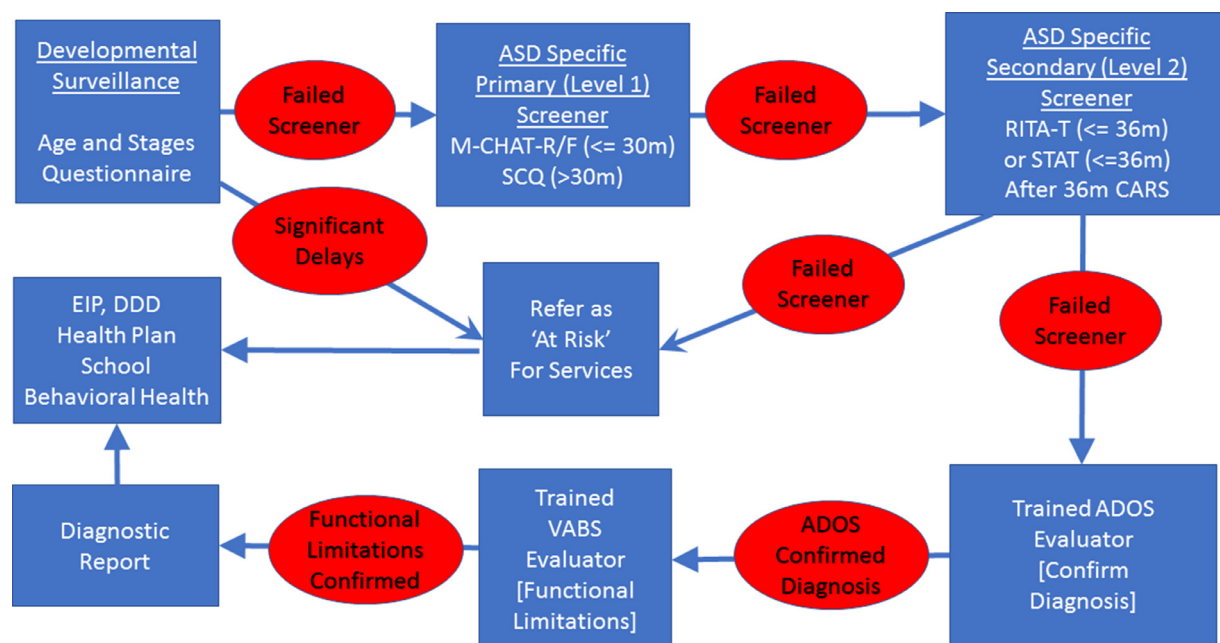 Developmental
Surveillance
Age and Stages
Questionnaire
Failed
Screener
ASD Specific
Primary (Level 1)
Screener
M-CHAT-R/F (<= 30m)
SCQ (>30m)
Failed
Screener
ASD Specific
Secondary (Level 2)
Screener
RITA-T (<= 36m)
or STAT (<=36m)
After 36m CARS
Significant
Delays
Failed
Screener
Failed
Screener
EIP, DDD
Health Plan
School
Behavioral Health
Refer as
‘At Risk’
For Services
Diagnostic
Report
Functional
Limitations
Confirmed
Trained
VABS
Evaluator
[Functional
Limitations]
ADOS
Confirmed
Diagnosis
Trained ADOS
Evaluator
[Confirm
Diagnosis]